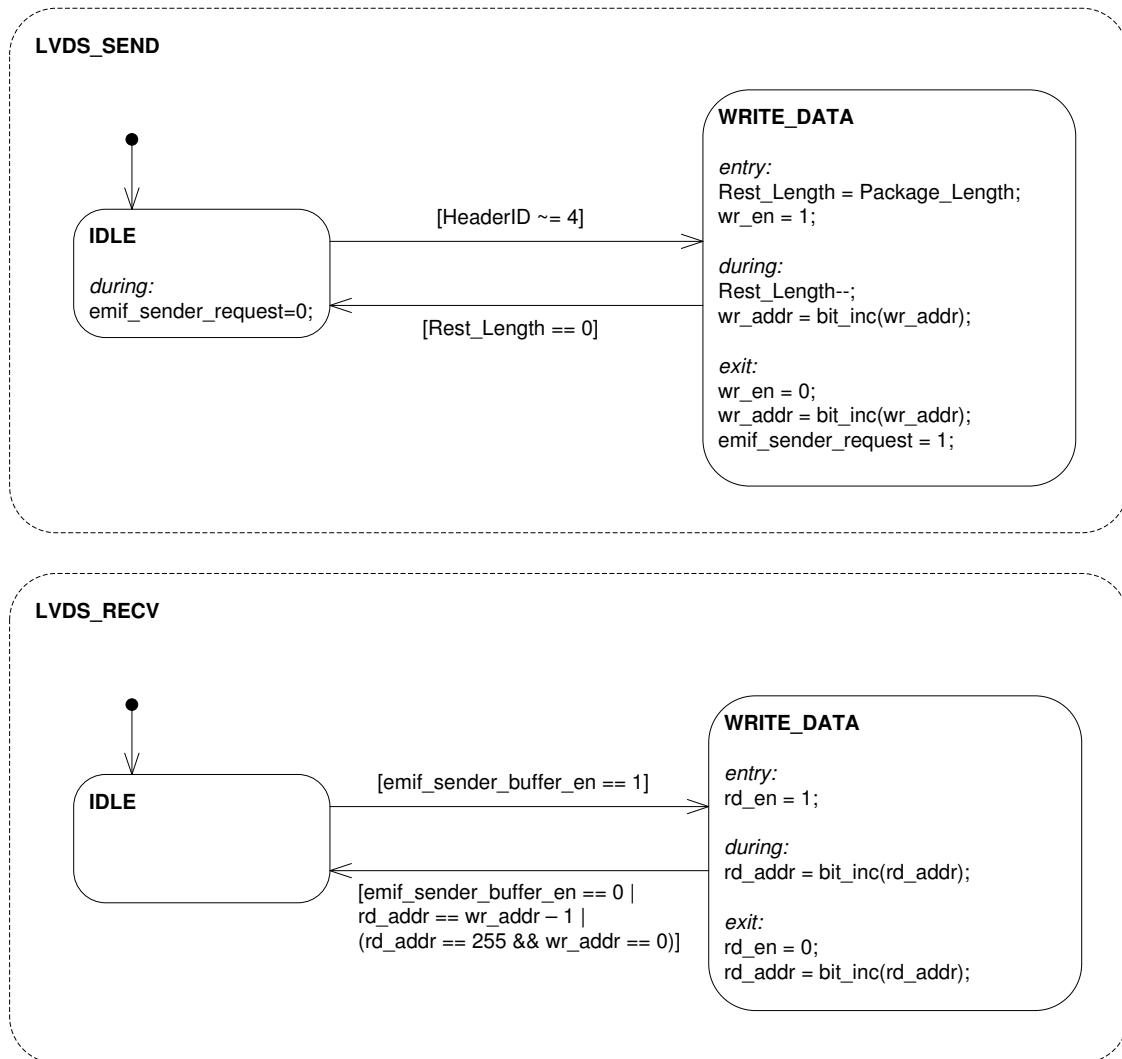 LVDS_SEND
IDLE
during:
emif_sender_request=0;
[HeaderID ~= 4]
[Rest_Length == 0]
WRITE_DATA
entry:
Rest_Length = Package_Length;
wr_en = 1;
during:
Rest_Length--;
wr_addr = bit_inc(wr_addr);
exit:
wr_en = 0;
wr_addr = bit_inc(wr_addr);
emif_sender_request = 1;
LVDS_RECV
IDLE
[emif_sender_buffer_en == 1]
[emif_sender_buffer_en == 0 |
rd_addr == wr_addr – 1 |
(rd_addr == 255 && wr_addr == 0)]
WRITE_DATA
entry:
rd_en = 1;
during:
rd_addr = bit_inc(rd_addr);
exit:
rd_en = 0;
rd_addr = bit_inc(rd_addr);